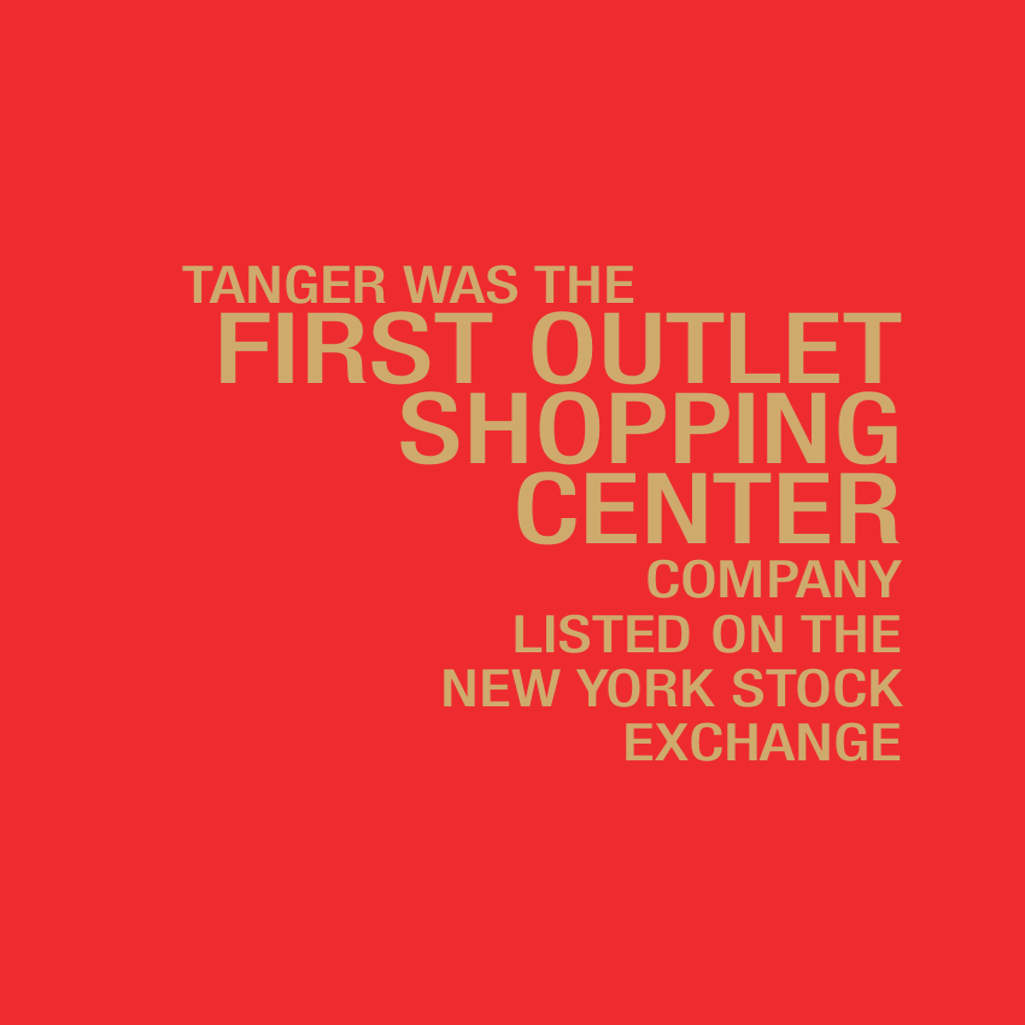 TANGER WAS THE
FIRST OUTLET
SHOPPING
CENTER
COMPANY
LISTED ON THE
NEW YORK STOCK
EXCHANGE